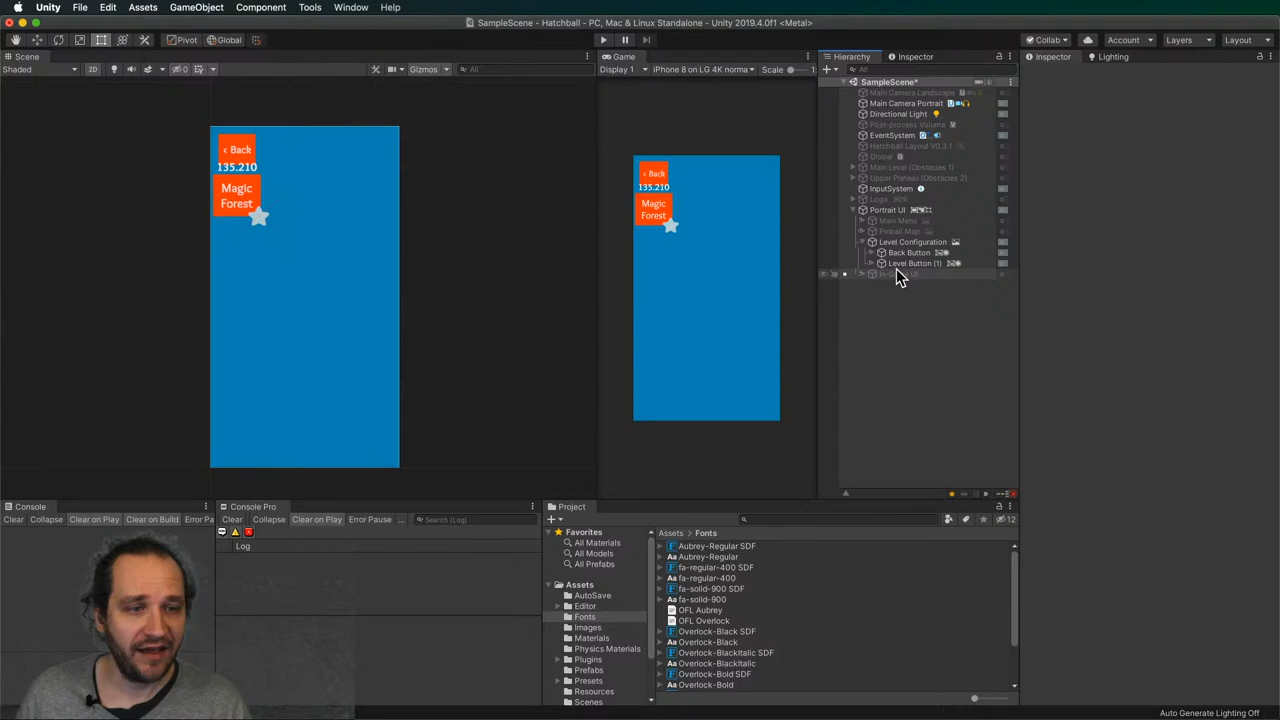 Unity File Edit Assets GameObject Component Tools Window Help
SampleScene - Hatchball - PC, Mac & Linux Standalone - Unity 2019.4.0f1 <Metal>
Pivot Global Collab Account Layers Layout
Scene Game Hierarchy Inspector Inspector Lighting
Shaded 2D 0 Gizmos All Display 1 iPhone 8 on LG 4K norma Scale 1: All
SampleScene*
Main Camera Landscape
Main Camera Portrait
Directional Light
Post-process Volume
EventSystem
Hatchball Layout V0.3.1
Global
Main Level (Obstacles 1)
Upper Plateau (Obstacles 2)
InputSystem
Logo
Portrait UI
Main Menu
Pinball Map
Level Configuration
Back Button
Level Button (1)
< Back
135.210
Magic
Forest
< Back
135.210
Magic
Forest
Console Console Pro Project
Clear Collapse Clear on Play Clear on Build Error Pa
Clear Collapse Clear on Play Error Pause ... Search (Log)
12
Log
Favorites
All Materials
All Models
All Prefabs
Assets
AutoSave
Editor
Fonts
Images
Materials
Physics Materials
Plugins
Prefabs
Presets
Resources
Scenes
Assets Fonts
Aubrey-Regular SDF
Aubrey-Regular
fa-regular-400 SDF
fa-regular-400
fa-solid-900 SDF
fa-solid-900
OFL Aubrey
OFL Overlock
Overlock-Black SDF
Overlock-Black
Overlock-BlackItalic SDF
Overlock-BlackItalic
Overlock-Bold SDF
Overlock-Bold
Auto Generate Lighting Off